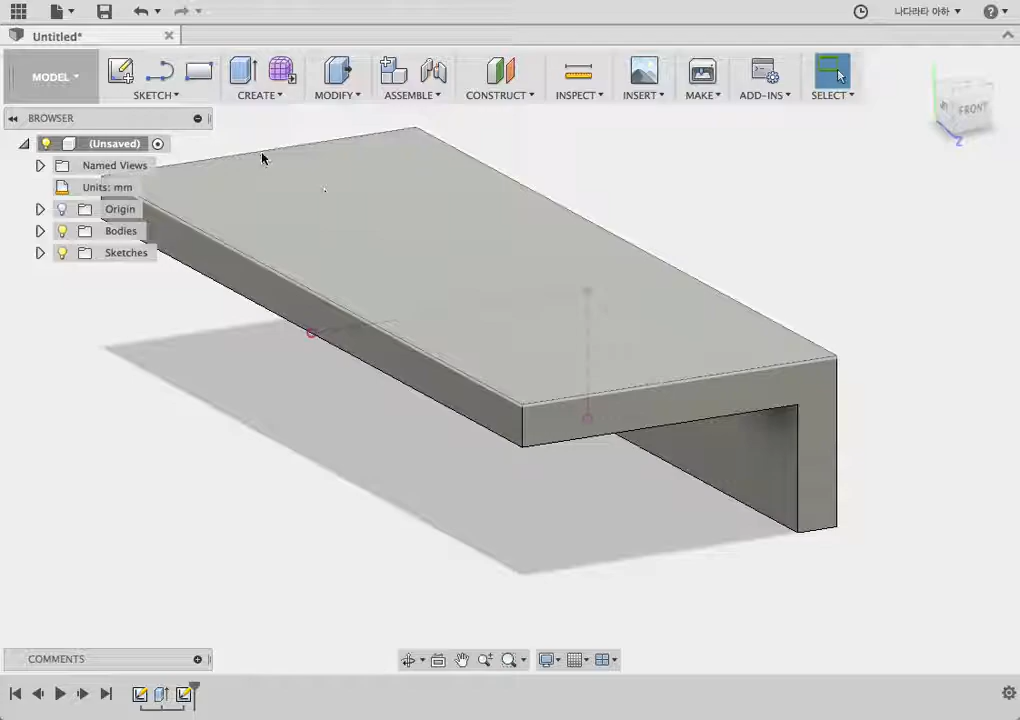 나다라타 아하
Untitled*
MODEL
SKETCH
CREATE
MODIFY
ASSEMBLE
CONSTRUCT
INSPECT
INSERT
MAKE
ADD-INS
SELECT
FRONT
Z
BROWSER
(Unsaved)
Named Views
Units: mm
Origin
Bodies
Sketches
COMMENTS